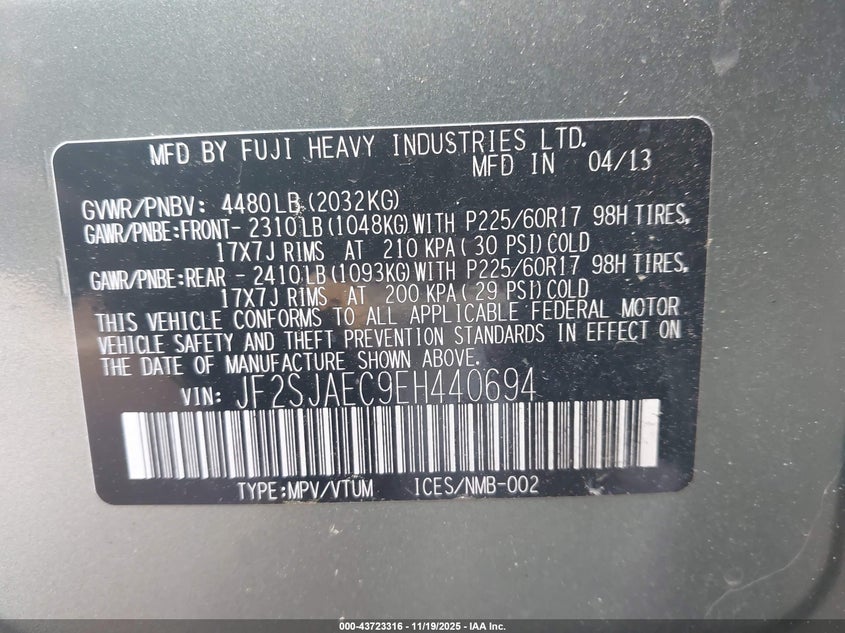 MFD BY FUJI HEAVY INDUSTRIES LTD.
MFD IN 04/13
GVWR/PNBV: 4480LB(2032KG)
GAWR/PNBE:FRONT- 2310LB(1048KG)WITH P225/60R17 98H TIRES,
17X7J RIMS AT 210 KPA( 30 PSI)COLD
GAWR/PNBE:REAR - 2410LB(1093KG)WITH P225/60R17 98H TIRES,
17X7J RIMS AT 200 KPA( 29 PSI)COLD
THIS VEHICLE CONFORMS TO ALL APPLICABLE FEDERAL MOTOR
VEHICLE SAFETY AND THEFT PREVENTION STANDARDS IN EFFECT ON
THE DATE OF MANUFACTURE SHOWN ABOVE.
VIN: JF2SJAEC9EH440694
TYPE:MPV/VTUM ICES/NMB-002
000-43723316 - 11/19/2025 - IAA Inc.